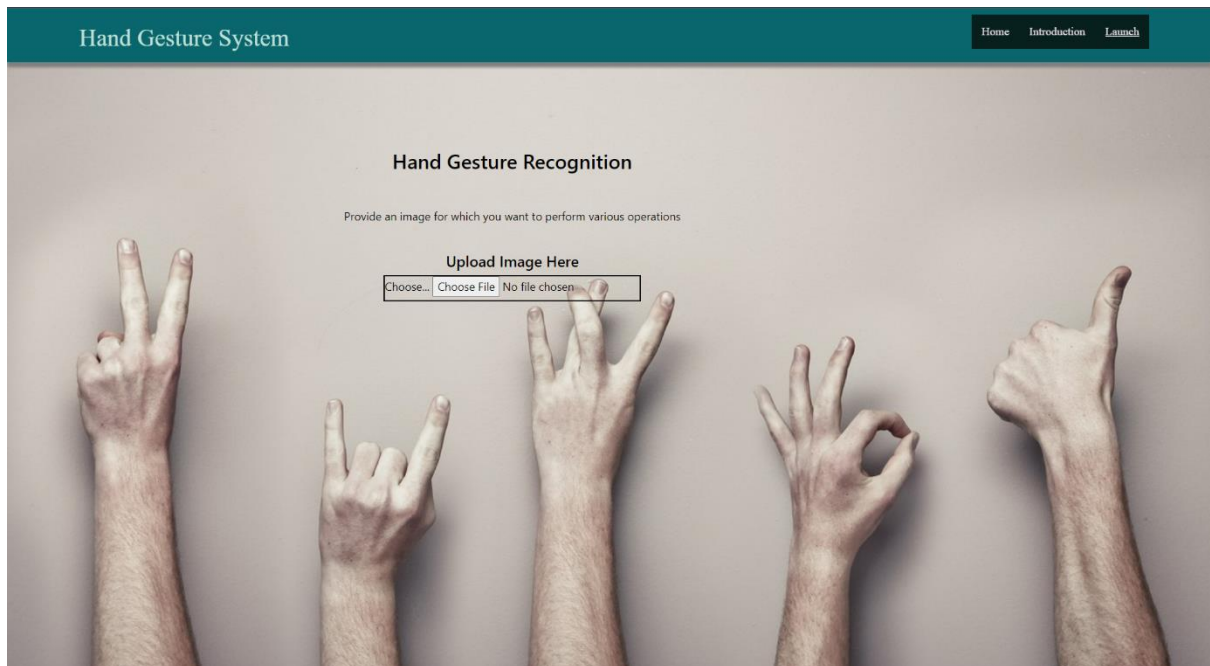 Hand Gesture System
Home Introduction Launch
Hand Gesture Recognition
Provide an image for which you want to perform various operations
Upload Image Here
Choose... Choose File No file chosen